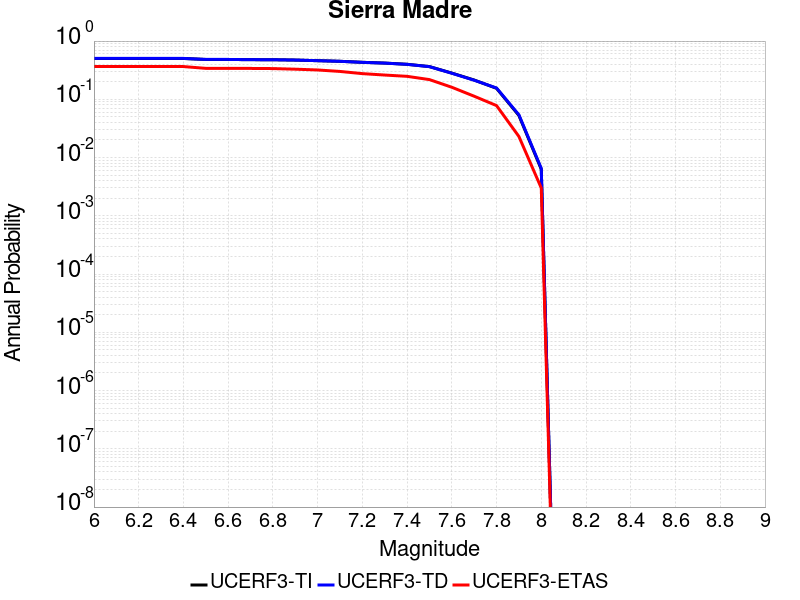 Sierra Madre
Annual Probability
10^0
10^-1
10^-2
10^-3
10^-4
10^-5
10^-6
10^-7
10^-8
6 6.2 6.4 6.6 6.8 7 7.2 7.4 7.6 7.8 8 8.2 8.4 8.6 8.8 9
Magnitude
UCERF3-TI UCERF3-TD UCERF3-ETAS